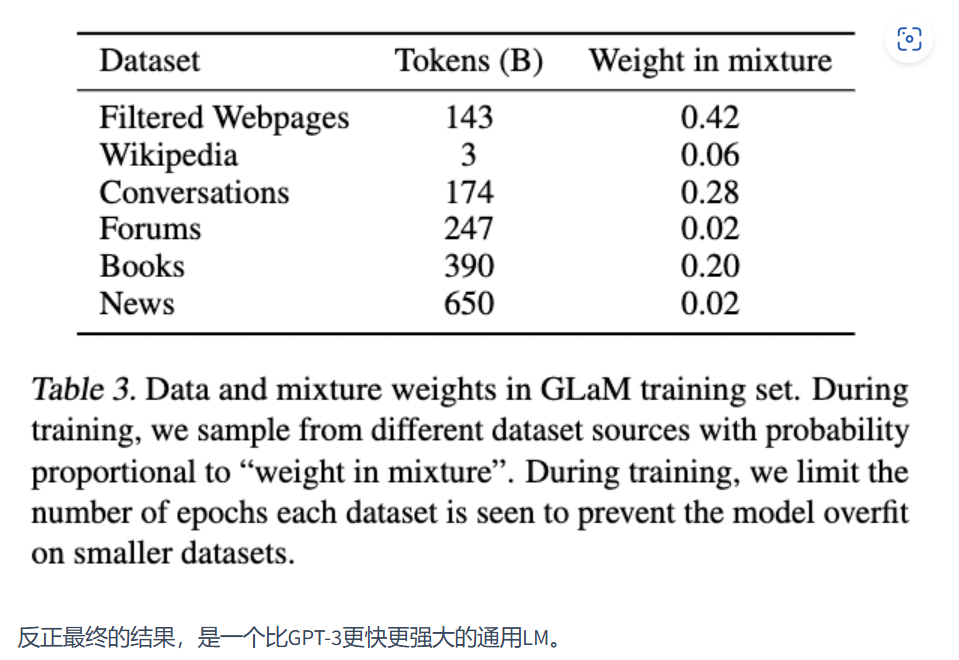 Dataset Tokens (B) Weight in mixture
Filtered Webpages 143 0.42
Wikipedia 3 0.06
Conversations 174 0.28
Forums 247 0.02
Books 390 0.20
News 650 0.02
Table 3. Data and mixture weights in GLaM training set. During
training, we sample from different dataset sources with probability
proportional to “weight in mixture”. During training, we limit the
number of epochs each dataset is seen to prevent the model overfit
on smaller datasets.
反正最终的结果，是一个比GPT-3更快更强大的通用LM。